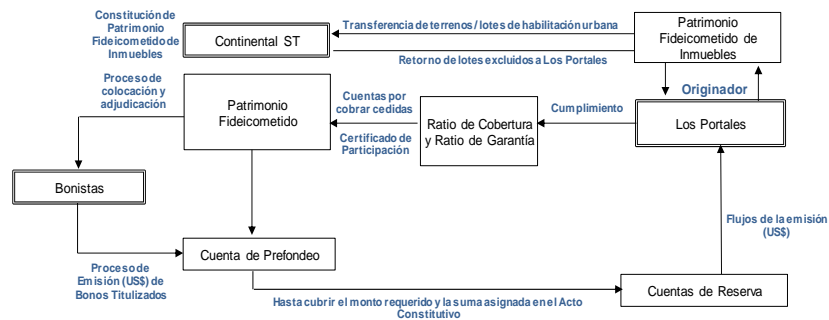 Constitución de
Patrimonio
Fideicometido de
Inmuebles
Continental ST
Transferencia de terrenos / lotes de habilitación urbana
Retorno de lotes excluidos a Los Portales
Patrimonio
Fideicometido de
Inmuebles
Proceso de
colocación y
adjudicación
Patrimonio
Fideicometido
Cuentas por
cobrar cedidas
Certificado de
Participación
Ratio de Cobertura
y Ratio de Garantía
Cumplimiento
Originador
Los Portales
Bonistas
Flujos de la emisión
(US$)
Cuenta de Prefondeo
Proceso de
Emisión (US$) de
Bonos Titulizados
Hasta cubrir el monto requerido y la suma asignada en el Acto
Constitutivo
Cuentas de Reserva